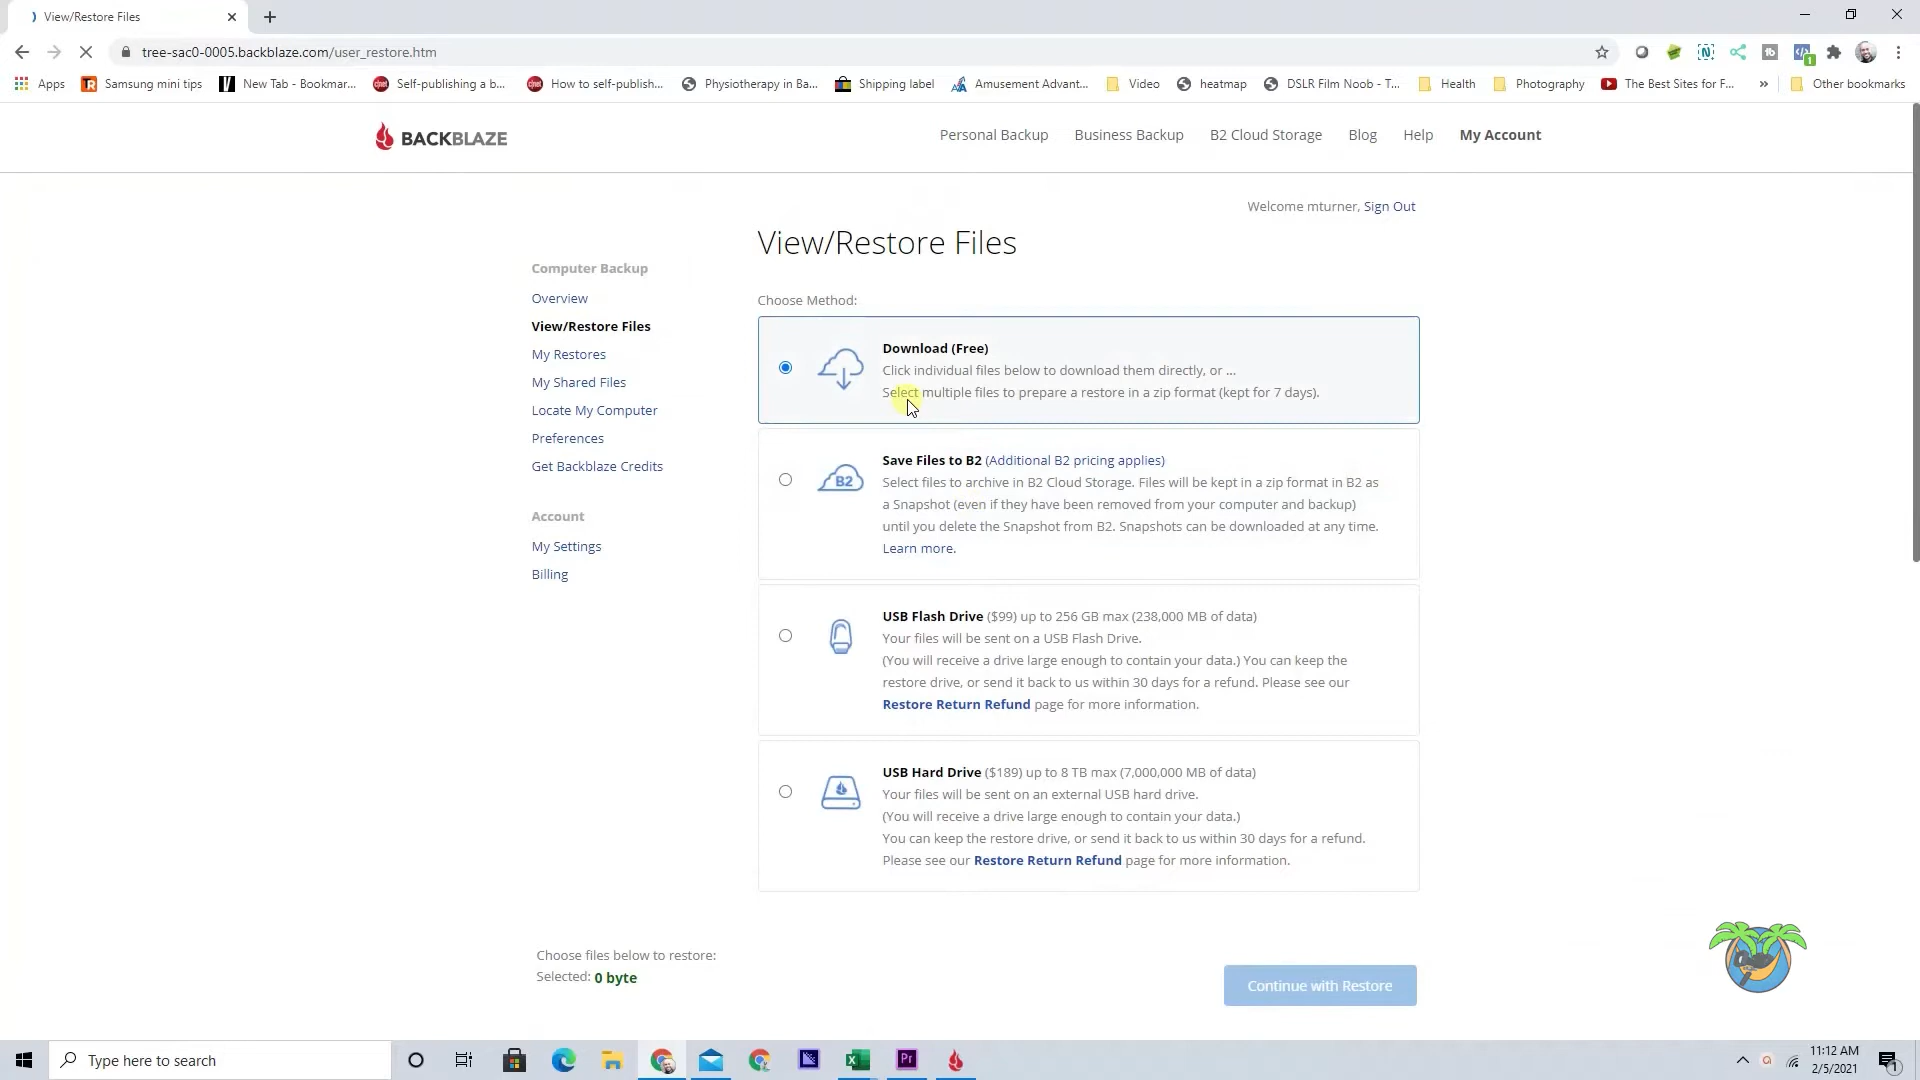 View/Restore Files
tree-sac0-0005.backblaze.com/user_restore.htm
Apps
Samsung mini tips
New Tab - Bookmar...
Self-publishing a b...
How to self-publish...
Physiotherapy in Ba...
Shipping label
Amusement Advant...
Video
heatmap
DSLR Film Noob - T...
Health
Photography
The Best Sites for F...
»
Other bookmarks
BACKBLAZE
Personal Backup
Business Backup
B2 Cloud Storage
Blog
Help
My Account
Welcome mturner, Sign Out
View/Restore Files
Computer Backup
Overview
View/Restore Files
My Restores
My Shared Files
Locate My Computer
Preferences
Get Backblaze Credits
Account
My Settings
Billing
Choose Method:
Download (Free)
Click individual files below to download them directly, or ...
Select multiple files to prepare a restore in a zip format (kept for 7 days).
B2
Save Files to B2 (Additional B2 pricing applies)
Select files to archive in B2 Cloud Storage. Files will be kept in a zip format in B2 as
a Snapshot (even if they have been removed from your computer and backup)
until you delete the Snapshot from B2. Snapshots can be downloaded at any time.
Learn more.
USB Flash Drive ($99) up to 256 GB max (238,000 MB of data)
Your files will be sent on a USB Flash Drive.
(You will receive a drive large enough to contain your data.) You can keep the
restore drive, or send it back to us within 30 days for a refund. Please see our
Restore Return Refund page for more information.
USB Hard Drive ($189) up to 8 TB max (7,000,000 MB of data)
Your files will be sent on an external USB hard drive.
(You will receive a drive large enough to contain your data.)
You can keep the restore drive, or send it back to us within 30 days for a refund.
Please see our Restore Return Refund page for more information.
Choose files below to restore:
Selected: 0 byte
Continue with Restore
Type here to search
Pr
11:12 AM
2/5/2021
1